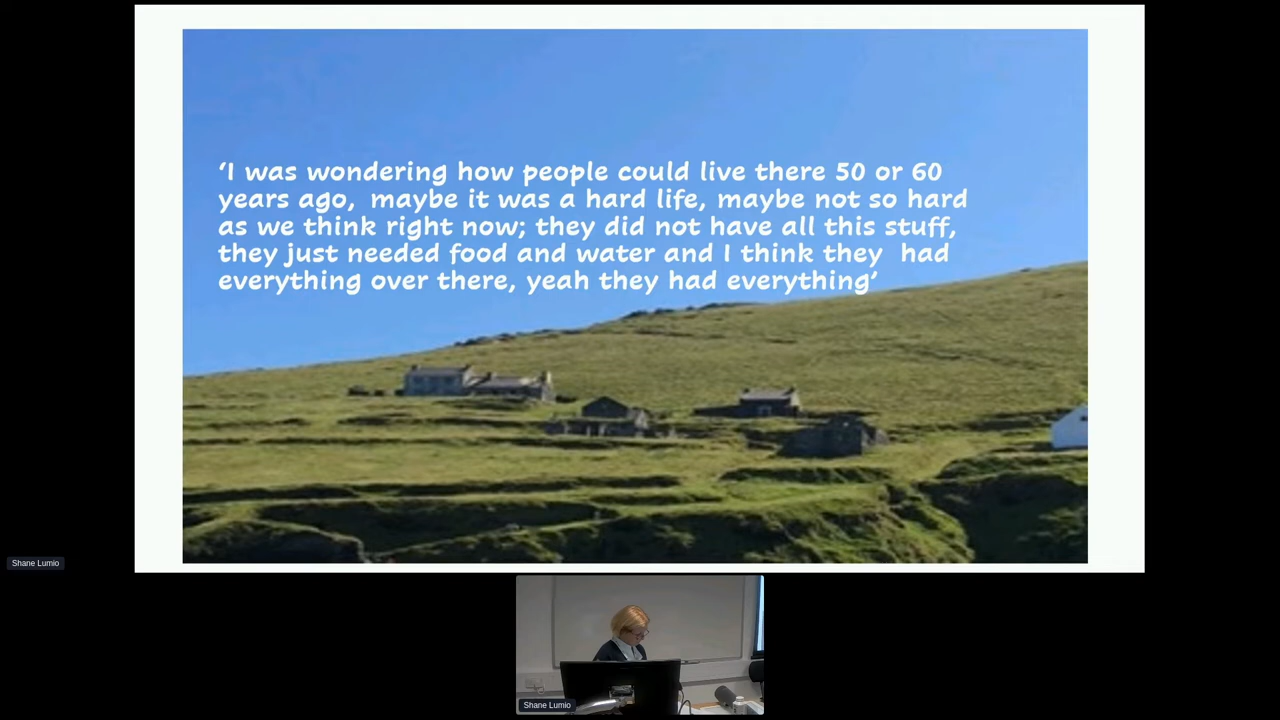 ‘I was wondering how people could live there 50 or 60
years ago,  maybe it was a hard life, maybe not so hard
as we think right now; they did not have all this stuff,
they just needed food and water and I think they  had
everything over there, yeah they had everything’
Shane Lumio
Shane Lumio